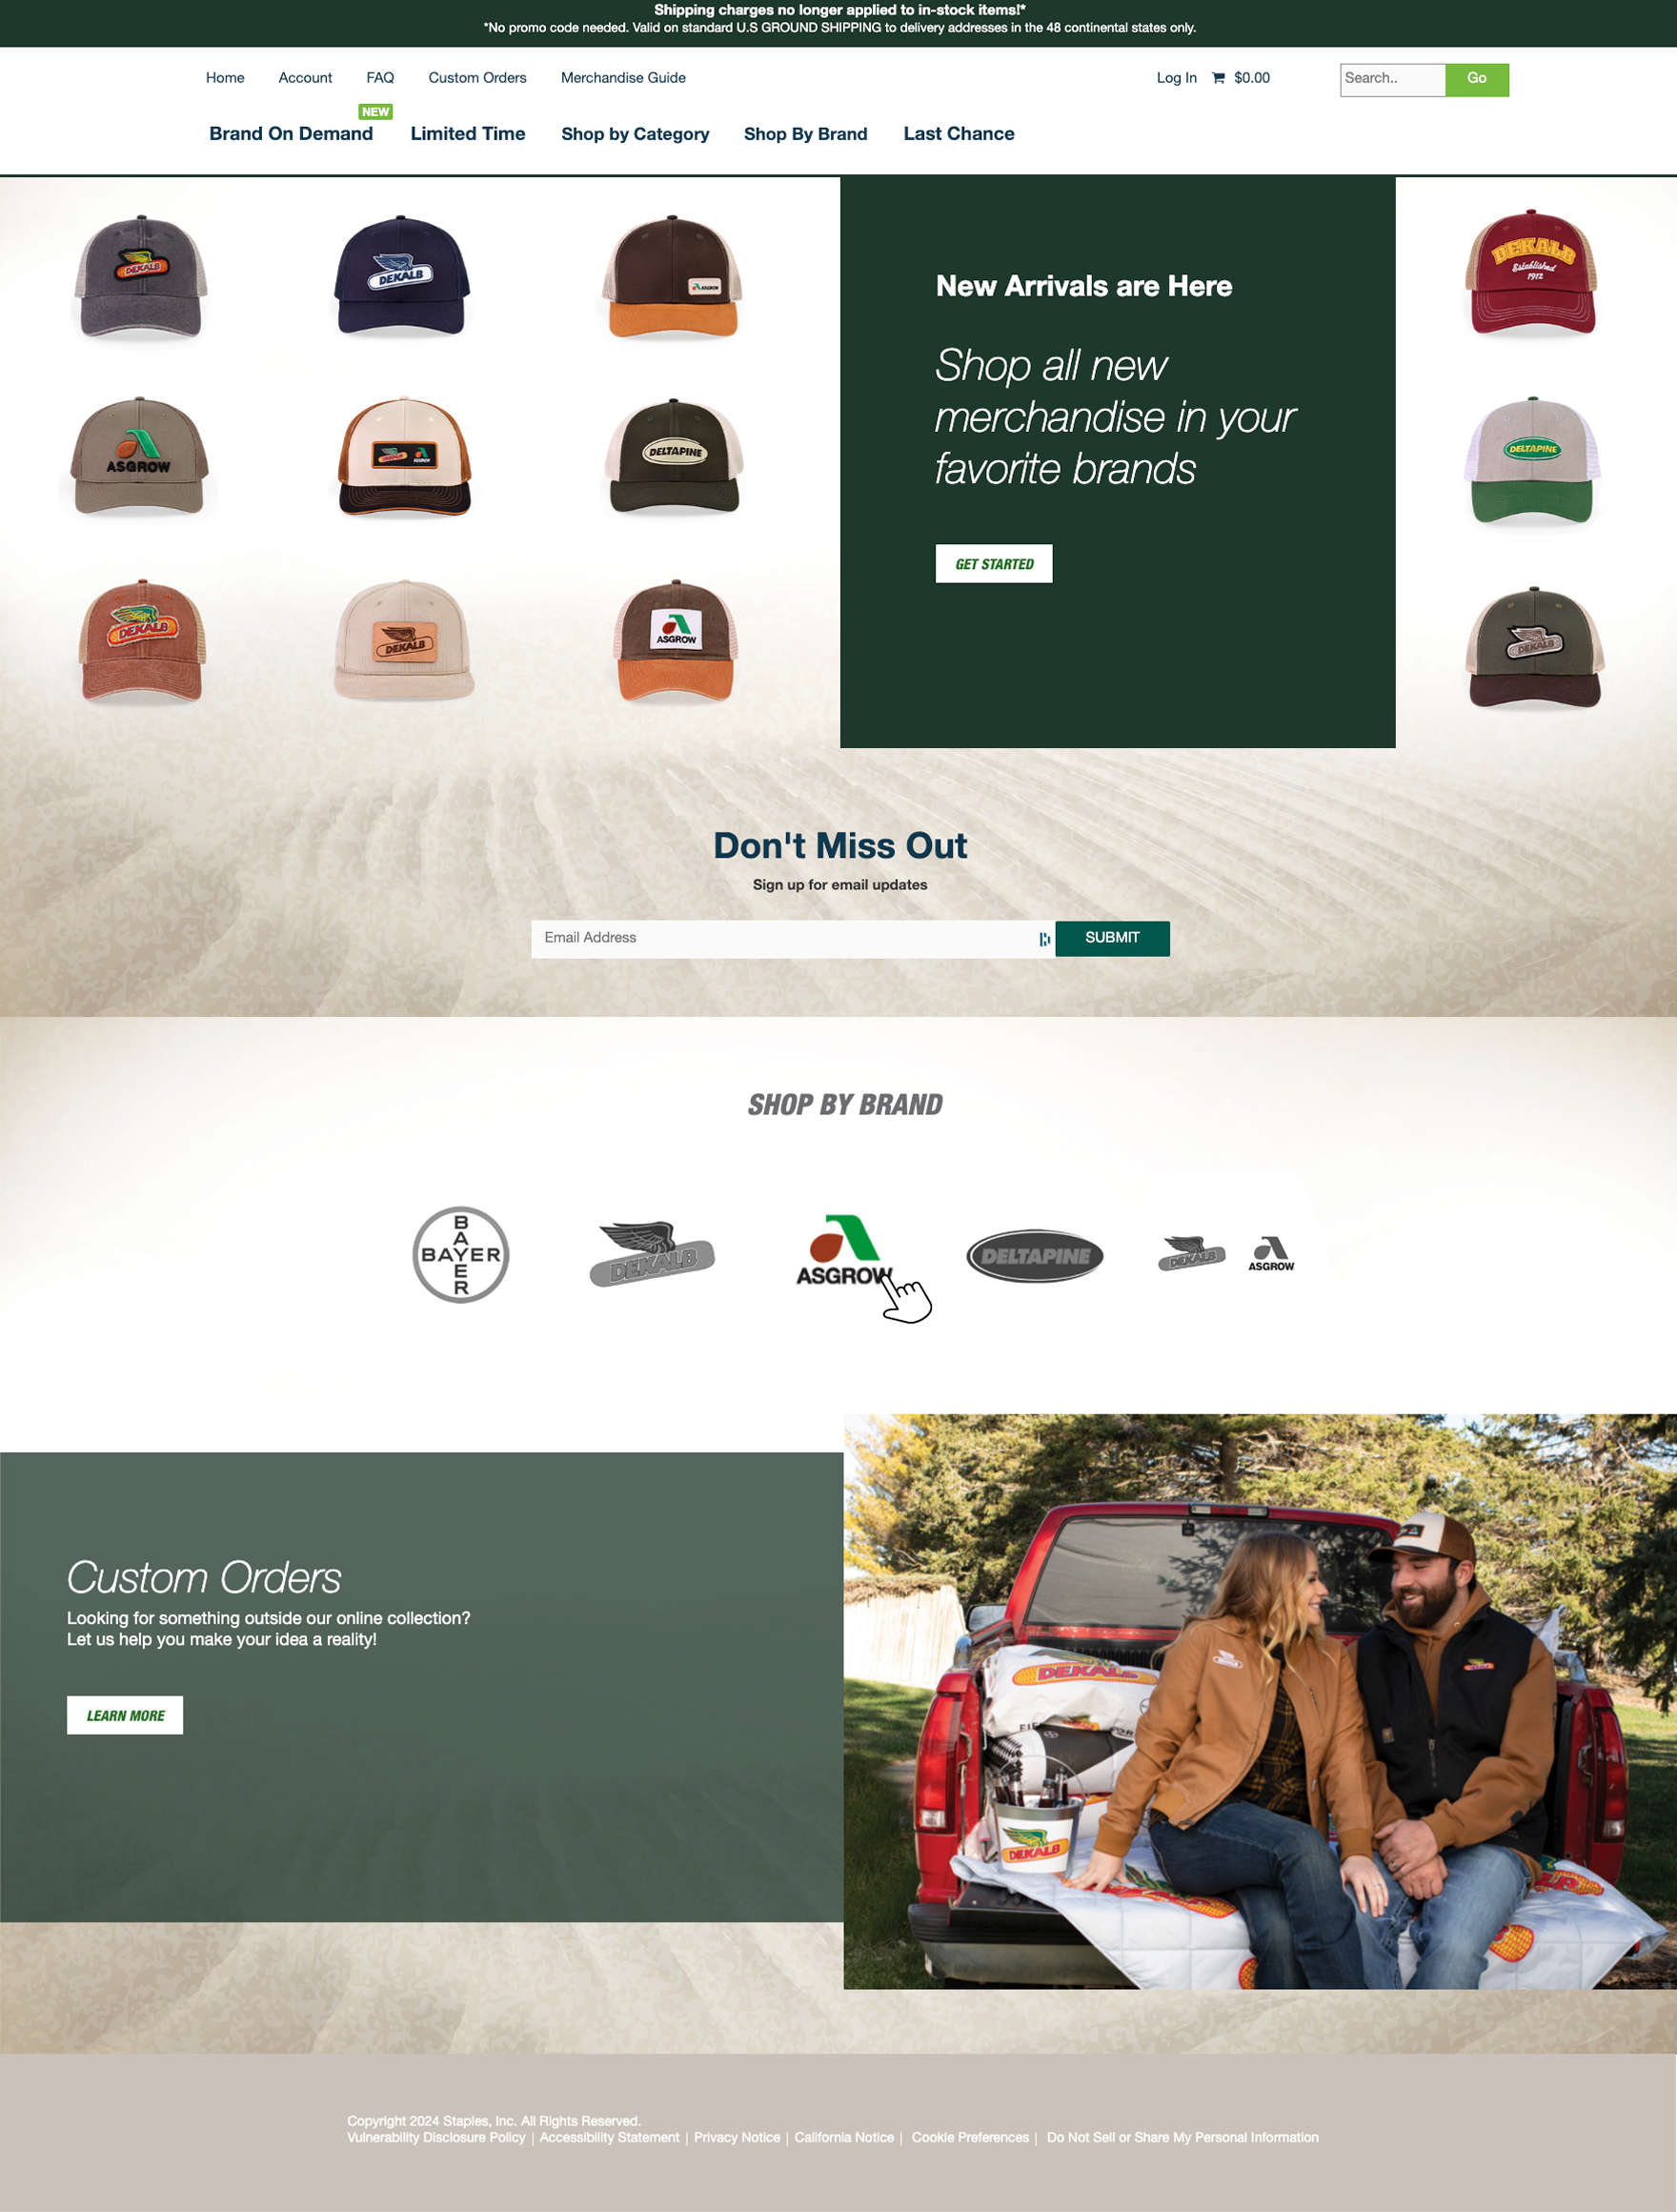 Shipping charges no longer applied to in-stock items!*
*No promo code needed. Valid on standard U.S GROUND SHIPPING to delivery addresses in the 48 continental states only.
Home Account FAQ Custom Orders Merchandise Guide
Log In $0.00
Search.. Go
NEW
Brand On Demand Limited Time Shop by Category Shop By Brand Last Chance
DEKALB
DEKALB
ASGROW
DEKALB
Established
1912
New Arrivals are Here
Shop all new
merchandise in your
favorite brands
GET STARTED
ASGROW
DELTAPINE
DELTAPINE
DEKALB
DEKALB
ASGROW
DEKALB
Don't Miss Out
Sign up for email updates
Email Address
SUBMIT
SHOP BY BRAND
BAYER
BAYER
DEKALB
ASGROW
DELTAPINE
DEKALB
ASGROW
Custom Orders
Looking for something outside our online collection?
Let us help you make your idea a reality!
LEARN MORE
DEKALB
DEKALB
DEKALB
Copyright 2024 Staples, Inc. All Rights Reserved.
Vulnerability Disclosure Policy | Accessibility Statement | Privacy Notice | California Notice | Cookie Preferences | Do Not Sell or Share My Personal Information